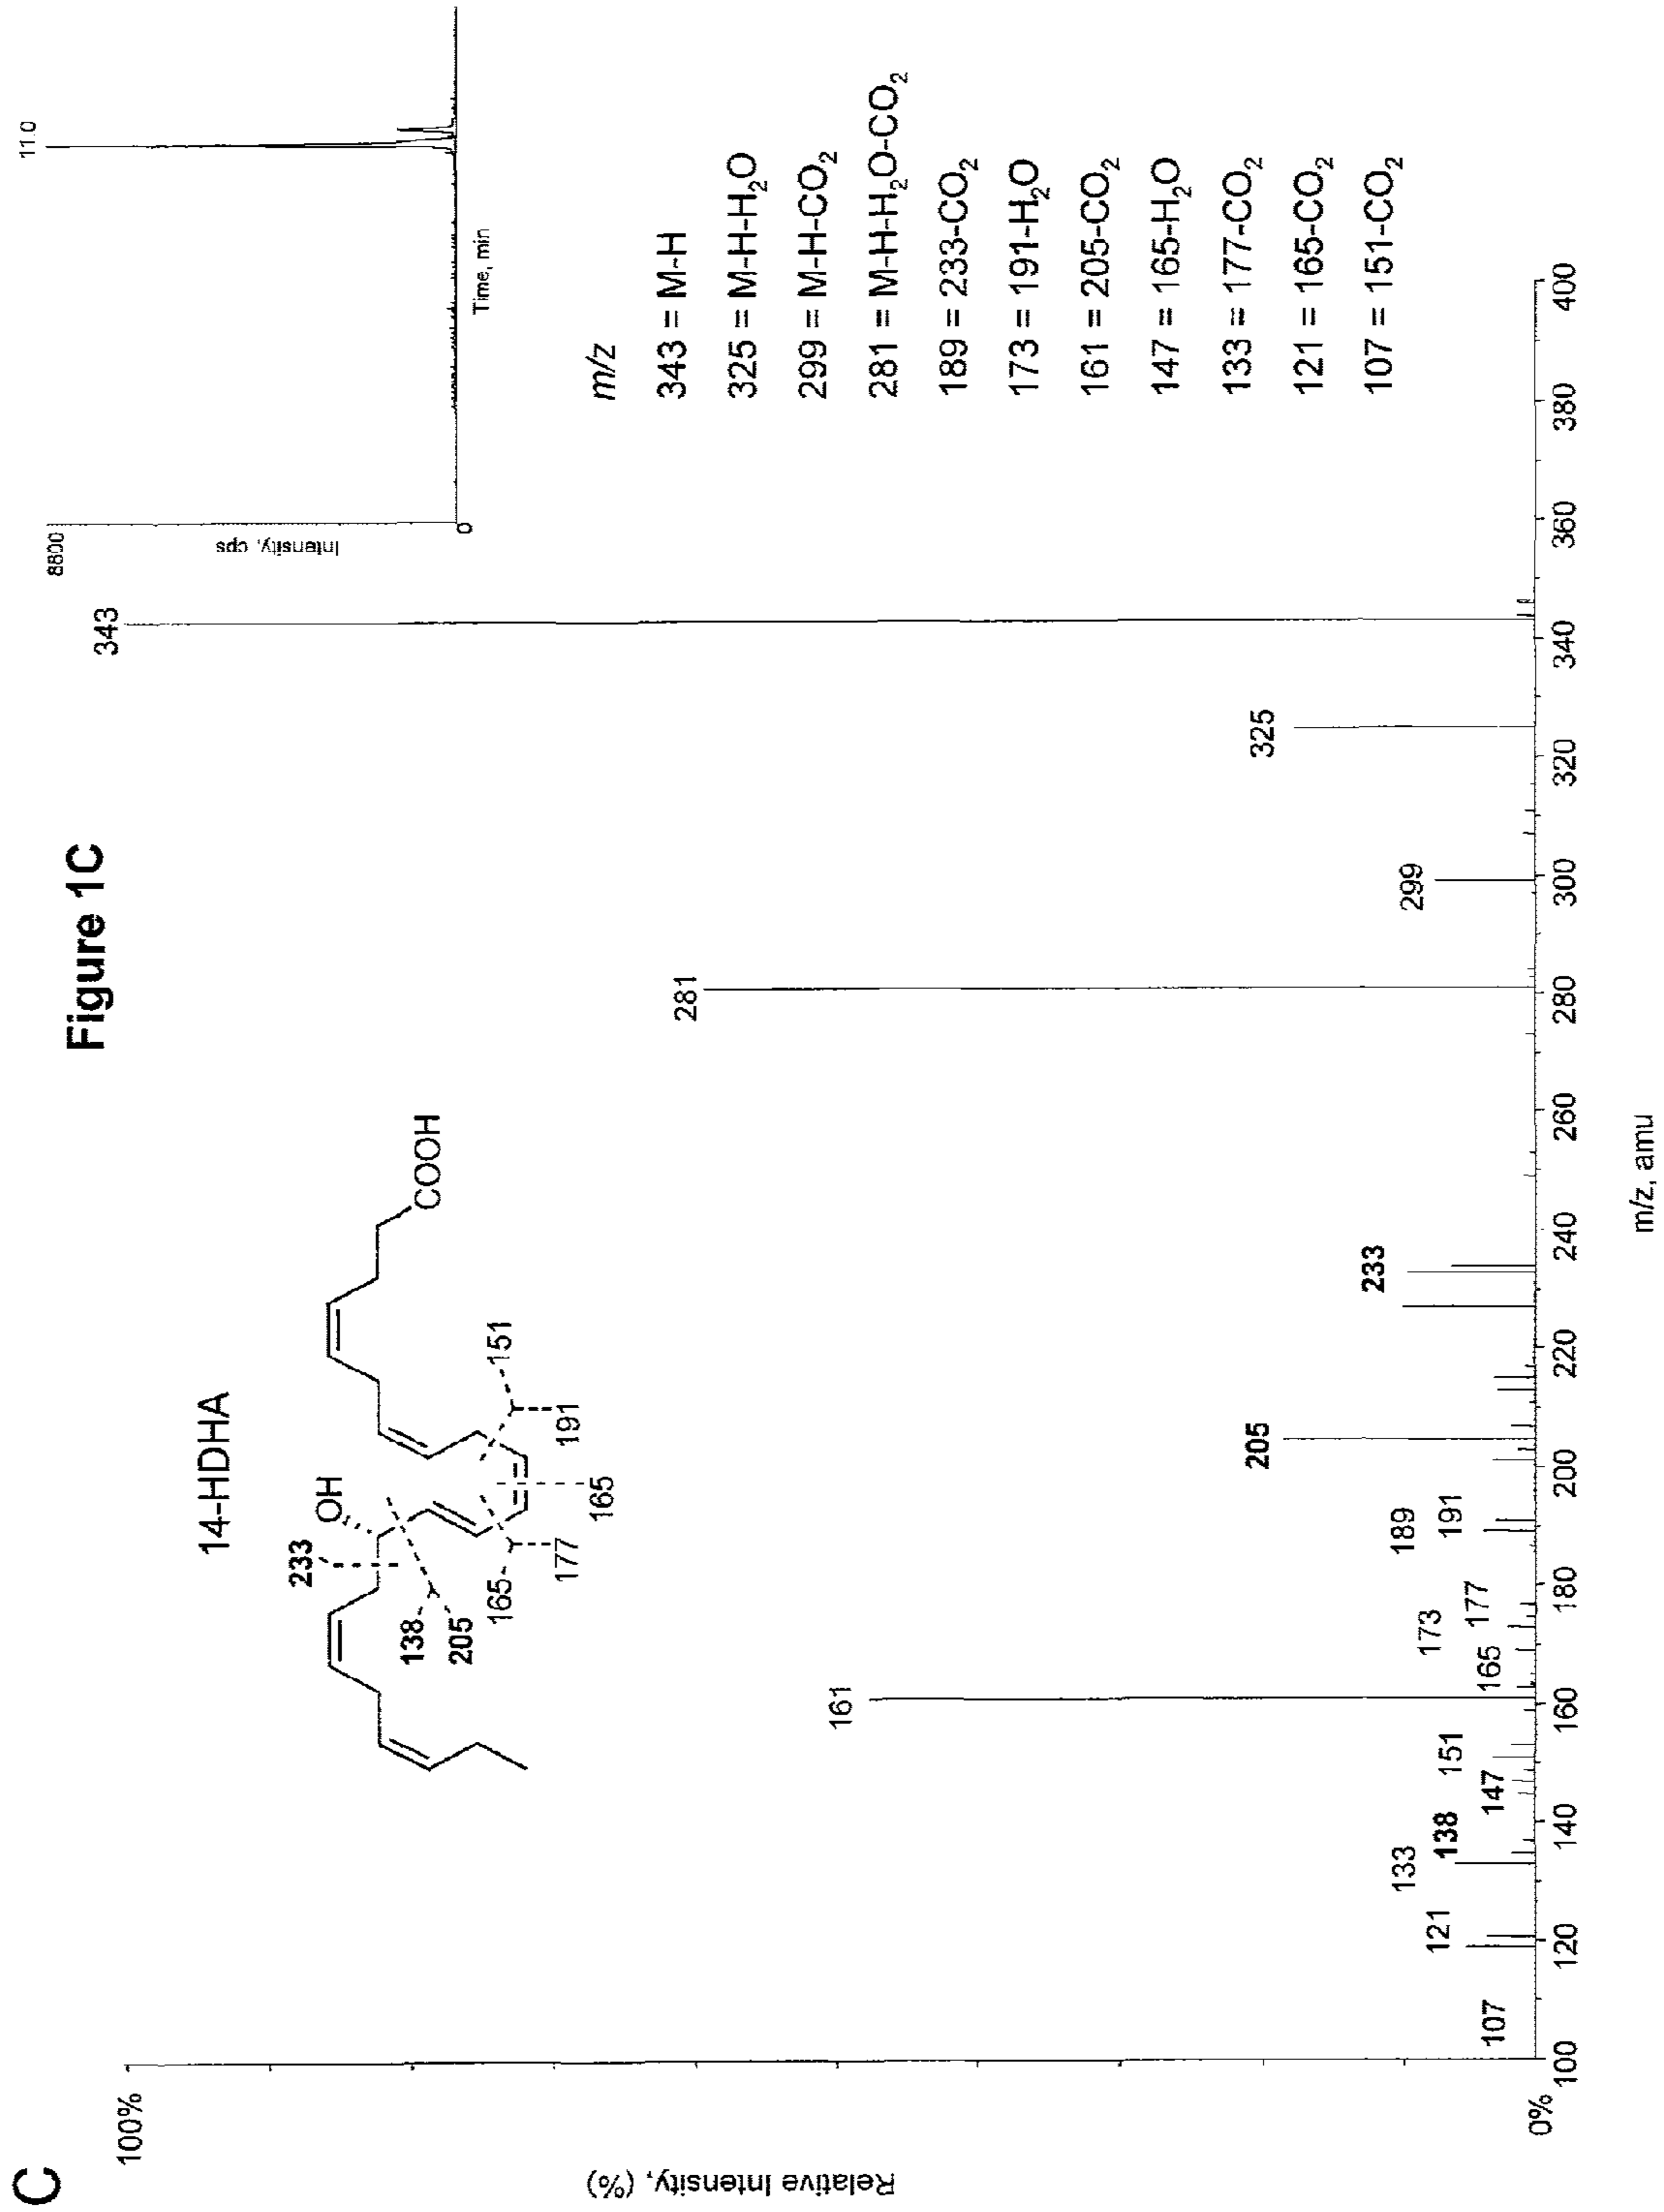 C
Figure 1C
14-HDHA
OH
COOH
233
138
205
165
177
165
151
191
8800
Intensity, cps
0
11.0
Time, min
m/z
343 = M-H
325 = M-H-H₂O
299 = M-H-CO₂
281 = M-H-H₂O-CO₂
189 = 233-CO₂
173 = 191-H₂O
161 = 205-CO₂
147 = 165-H₂O
133 = 177-CO₂
121 = 165-CO₂
107 = 151-CO₂
100%
Relative Intensity, (%)
0%
107
121
133
138
147
151
161
165
173
177
189
191
205
233
281
299
325
343
100 120 140 160 180 200 220 240 260 280 300 320 340 360 380 400
m/z, amu